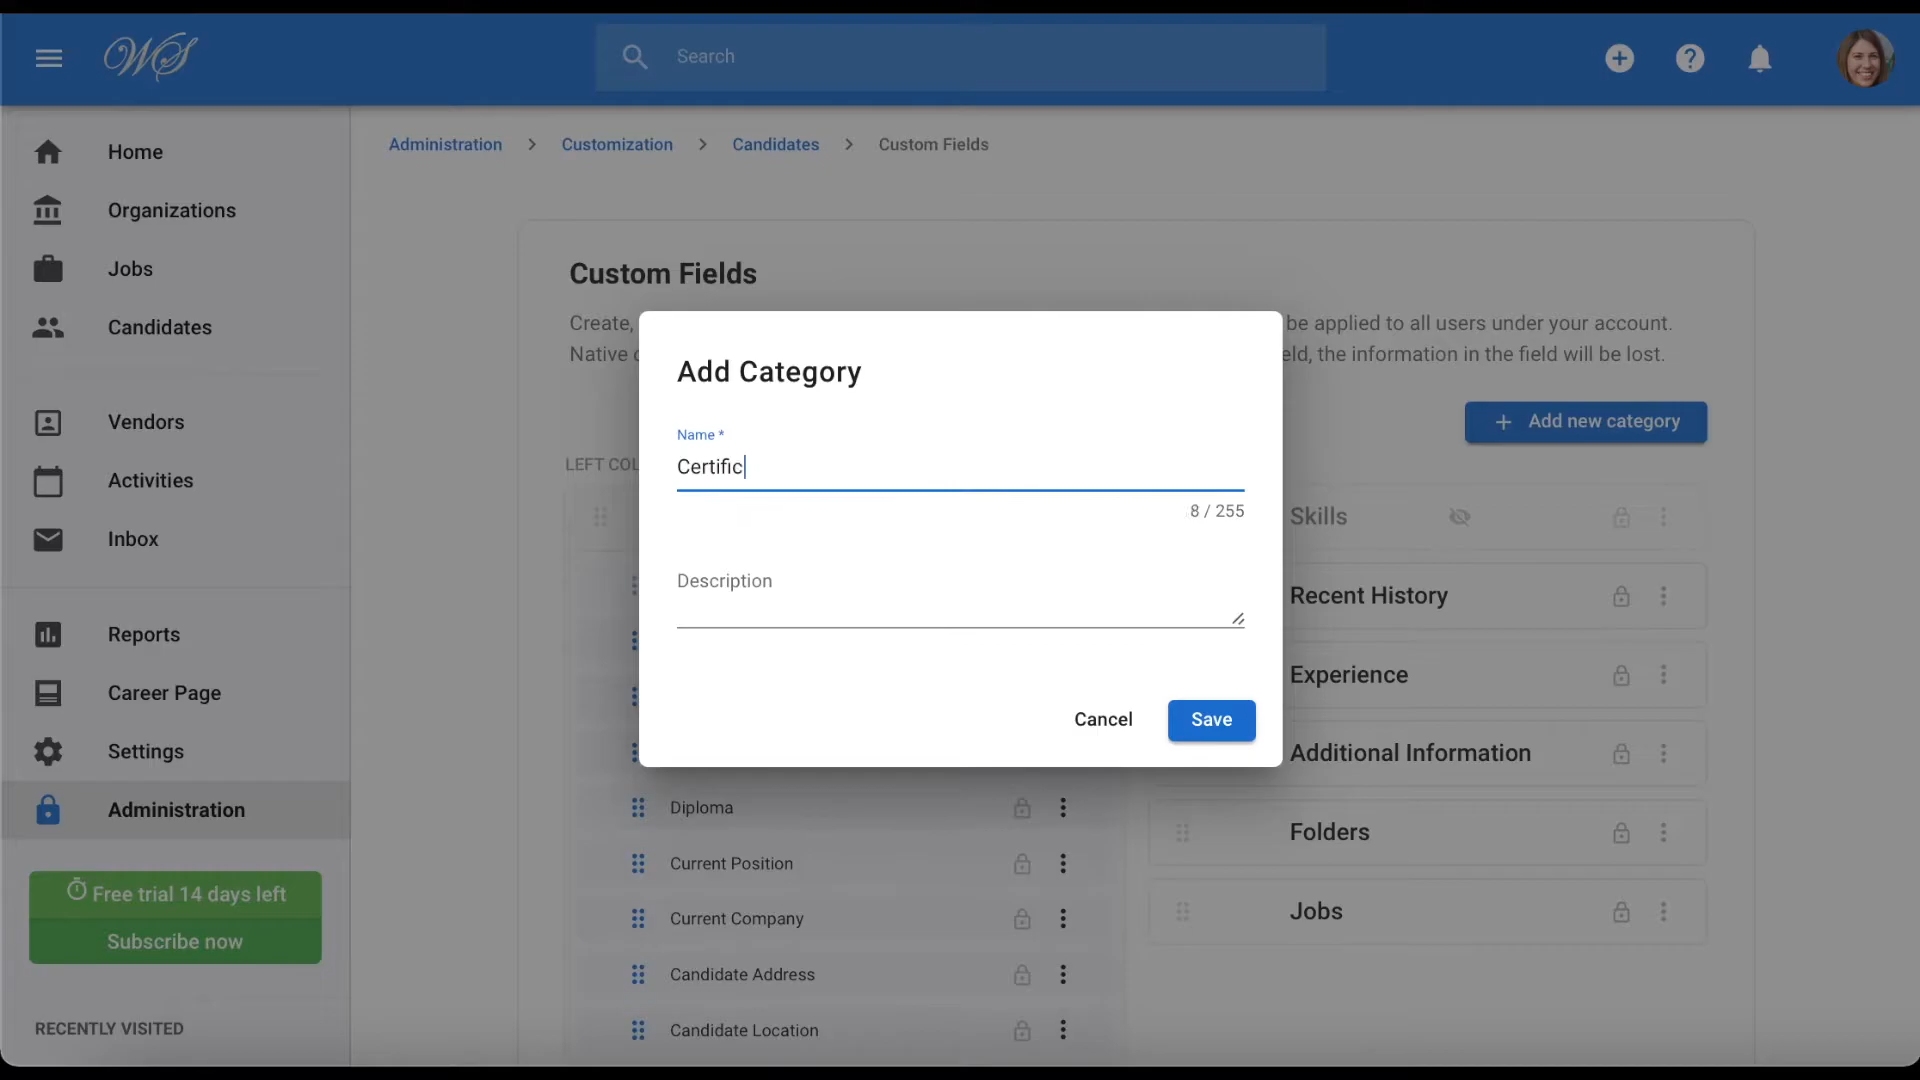 WS
Search
Home
Organizations
Jobs
Candidates
Vendors
Activities
Inbox
Reports
Career Page
Settings
Administration
Free trial 14 days left
Subscribe now
RECENTLY VISITED
Administration > Customization > Candidates > Custom Fields
Custom Fields
Create, be applied to all users under your account.
Native the information in the field will be lost.
+ Add new category
LEFT
Add Category
Name *
Certific
8 / 255
Description
Cancel
Save
Diploma
Current Position
Current Company
Candidate Address
Candidate Location
Skills
Recent History
Experience
Additional Information
Folders
Jobs